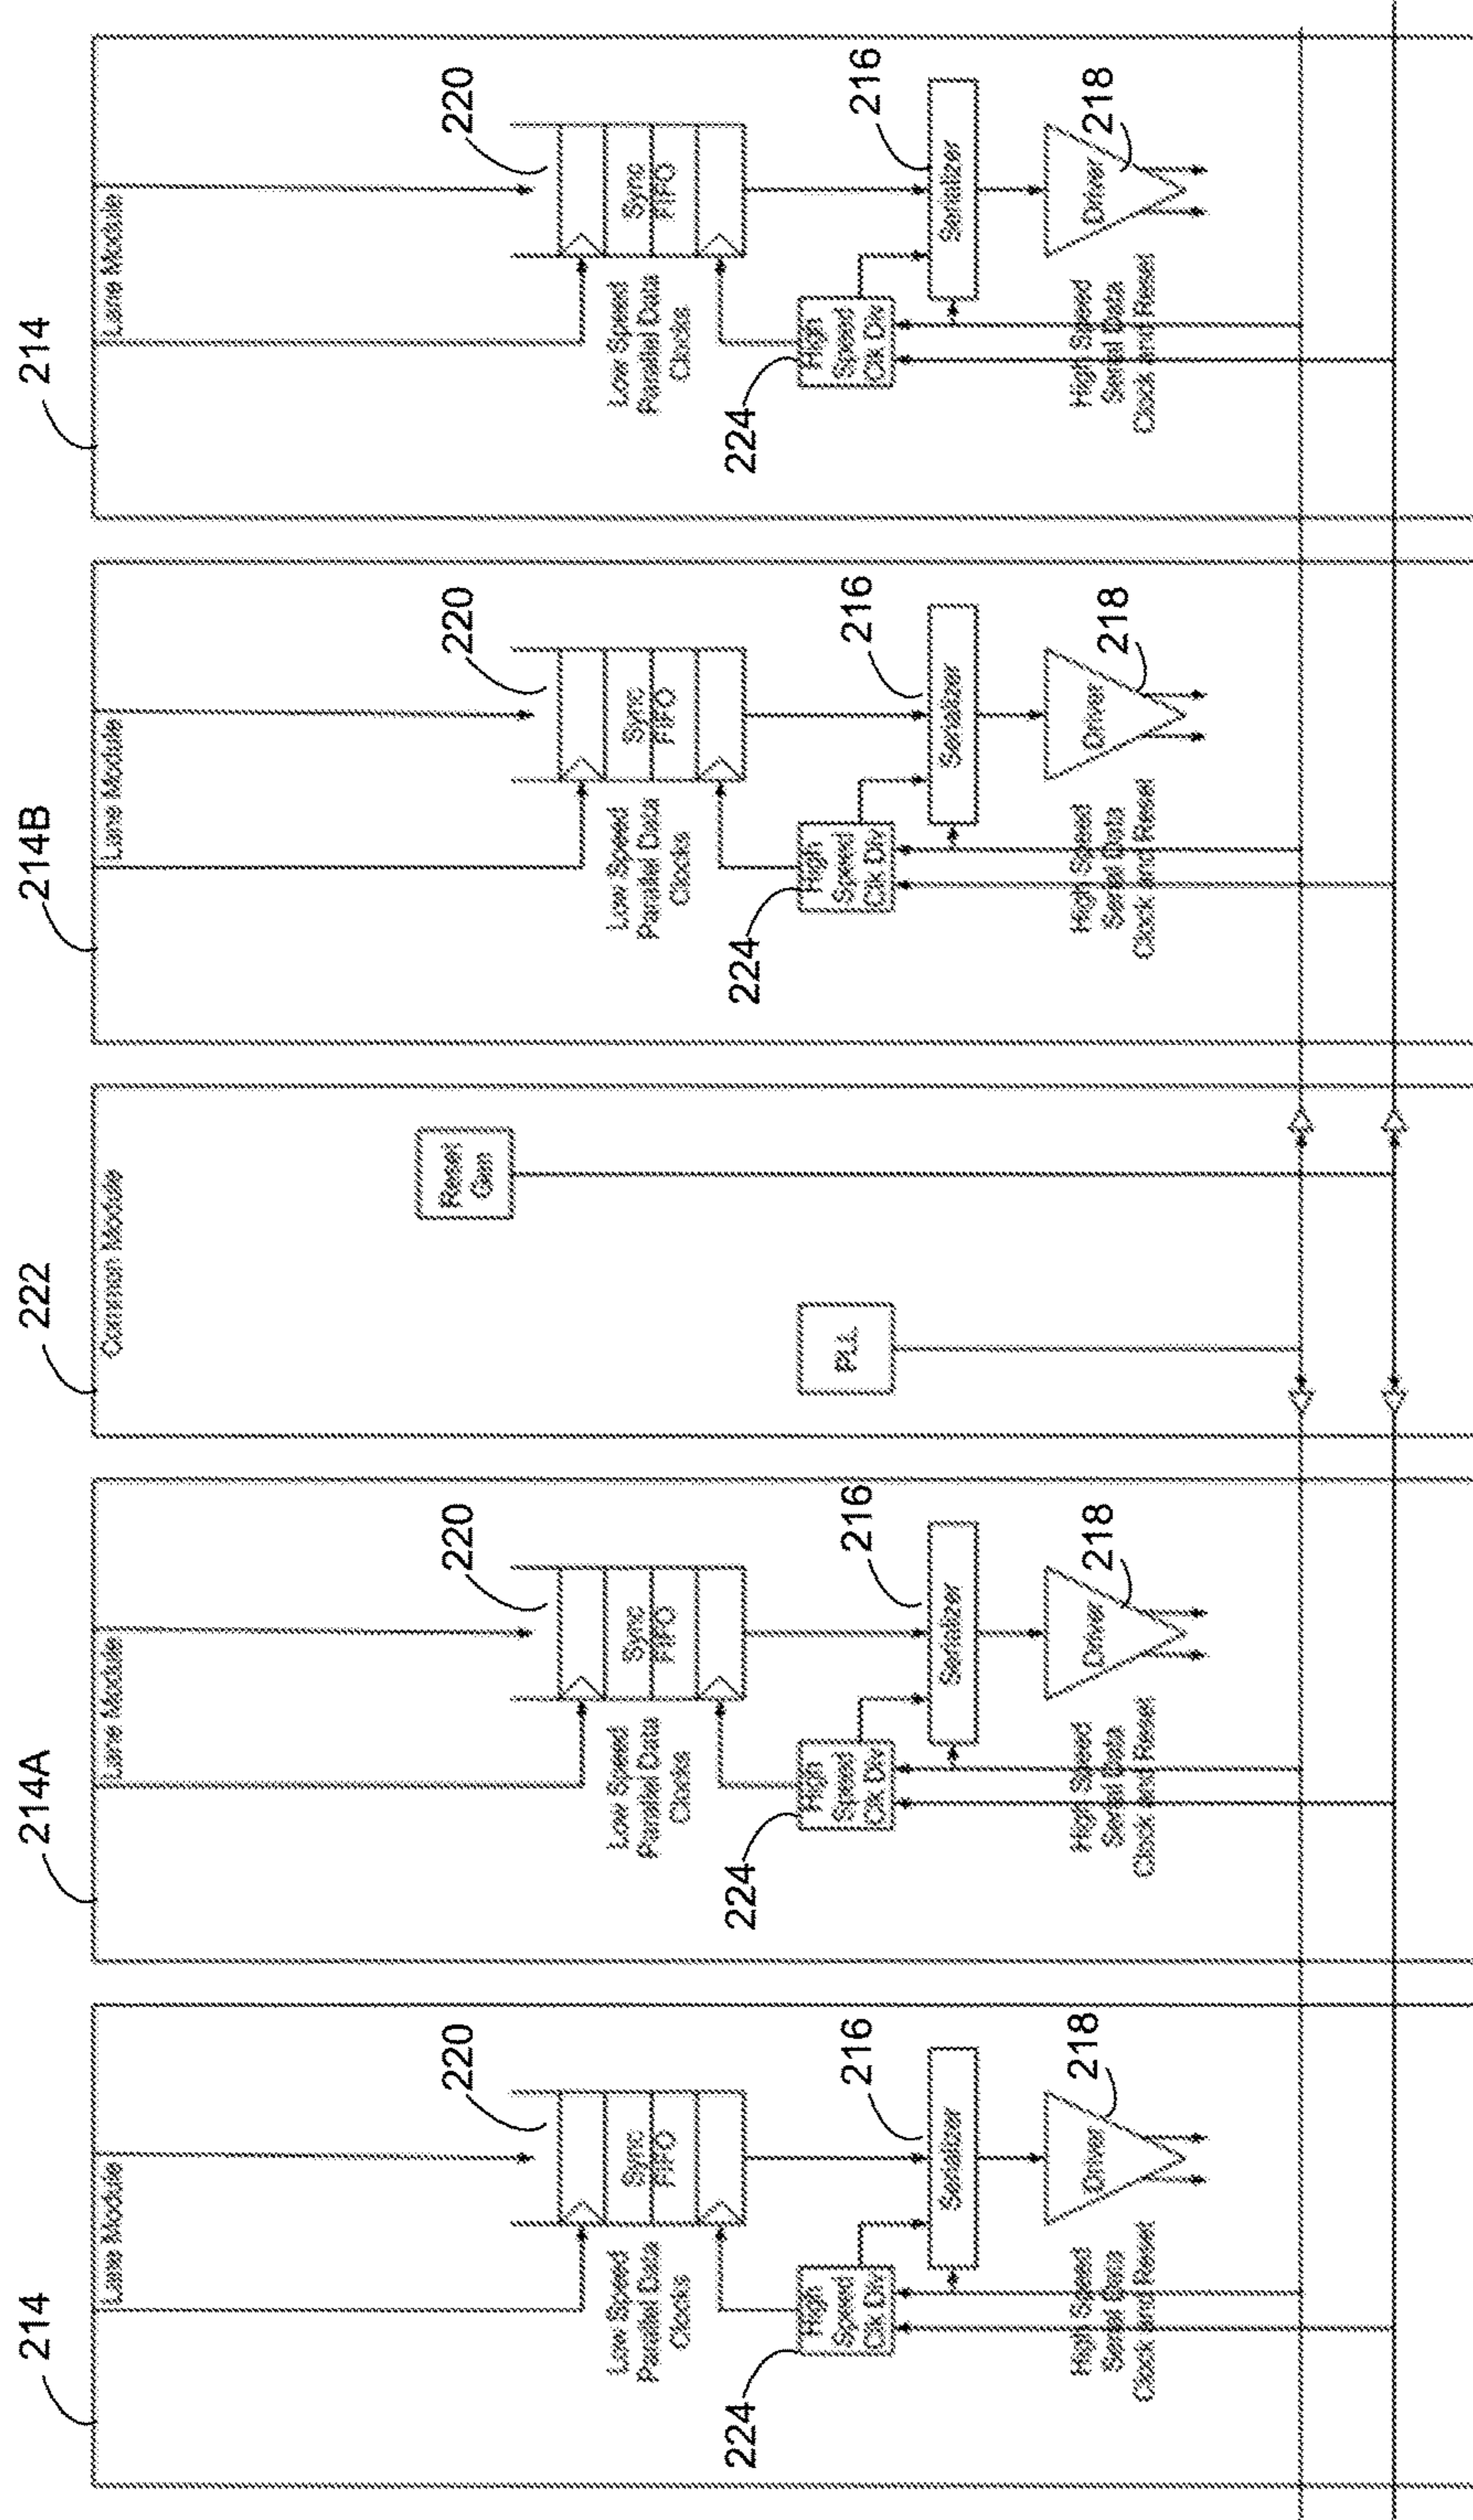 214
Lane Module
220
Sync
FIFO
Low Speed
Parallel Data
Clocks
224
High
Speed
Clk Div
216
Serializer
Driver
218
High Speed
Serial Data
Clock and Reset
214A
Lane Module
220
Sync
FIFO
Low Speed
Parallel Data
Clocks
224
High
Speed
Clk Div
216
Serializer
Driver
218
High Speed
Serial Data
Clock and Reset
222
Common Module
Reset
Gen
PLL
214B
Lane Module
220
Sync
FIFO
Low Speed
Parallel Data
Clocks
224
High
Speed
Clk Div
216
Serializer
Driver
218
High Speed
Serial Data
Clock and Reset
214
Lane Module
220
Sync
FIFO
Low Speed
Parallel Data
Clocks
224
High
Speed
Clk Div
216
Serializer
Driver
218
High Speed
Serial Data
Clock and Reset